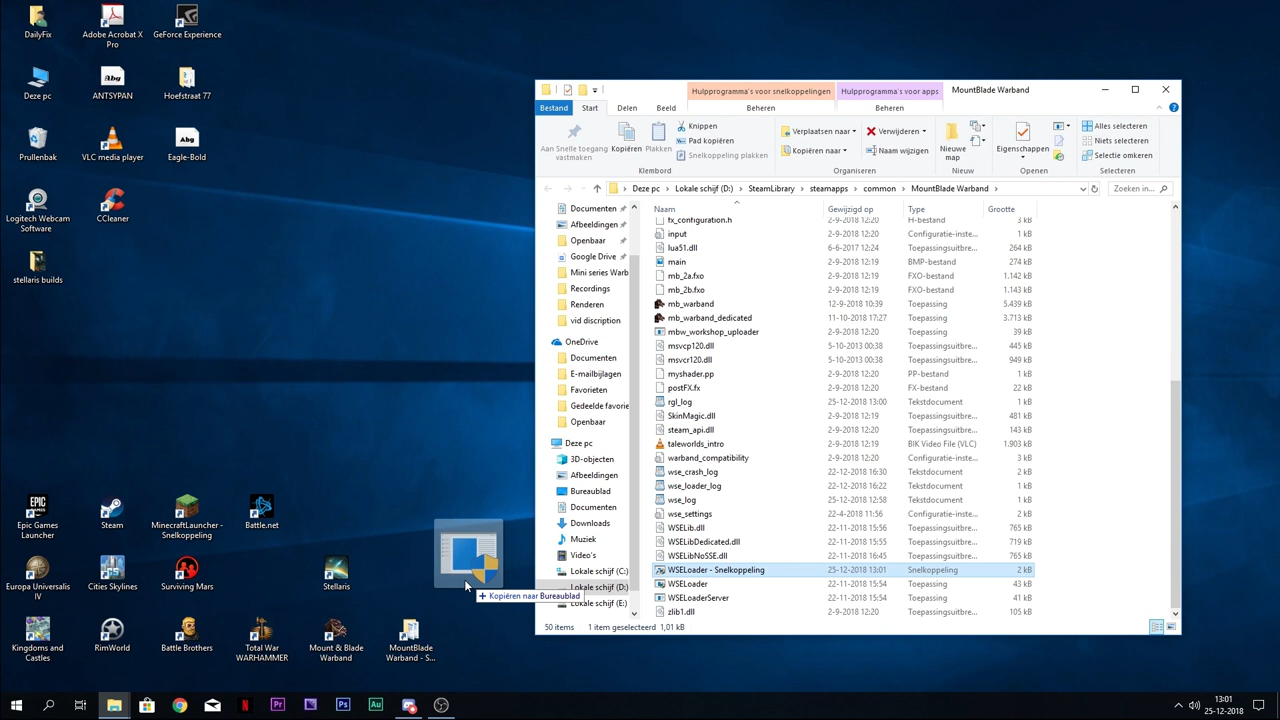 DailyFix
Adobe Acrobat X
Pro
GeForce Experience
Deze pc
Abg
ANTSYPAN
Hoefstraat 77
Prullenbak
VLC media player
Abg
Eagle-Bold
Logitech Webcam
Software
CCleaner
stellaris builds
EPIC
GAMES
Epic Games
Launcher
Steam
MinecraftLauncher -
Snelkoppeling
Battle.net
Europa Universalis
IV
Cities Skylines
Surviving Mars
Stellaris
Kingdoms and
Castles
RimWorld
Battle Brothers
Total War
WARHAMMER
Mount & Blade
Warband
MountBlade
Warband - S...
Kopiëren naar Bureaublad
Hulpprogramma's voor snelkoppelingen
Hulpprogramma's voor apps
MountBlade Warband
Bestand
Start
Delen
Beeld
Beheren
Beheren
Aan Snelle toegang
vastmaken
Kopiëren
Plakken
Knippen
Pad kopiëren
Snelkoppeling plakken
Klembord
Verplaatsen naar
Kopiëren naar
Verwijderen
Naam wijzigen
Organiseren
Nieuwe
map
Nieuw
Eigenschappen
Openen
Alles selecteren
Niets selecteren
Selectie omkeren
Selecteren
Deze pc > Lokale schijf (D:) > SteamLibrary > steamapps > common > MountBlade Warband >
Zoeken in...
Documenten
Afbeeldingen
Openbaar
Google Drive
Mini series Warb
Recordings
Renderen
vid discription
OneDrive
Documenten
E-mailbijlagen
Favorieten
Gedeelde favorie
Openbaar
Deze pc
3D-objecten
Afbeeldingen
Bureaublad
Documenten
Downloads
Muziek
Video's
Lokale schijf (C:)
Lokale schijf (D:)
Lokale schijf (E:)
Naam Gewijzigd op Type Grootte
fx_configuration.h 2-9-2018 12:20 H-bestand 3 kB
input 2-9-2018 12:20 Configuratie-inste... 1 kB
lua51.dll 6-6-2017 12:24 Toepassingsuitbre... 264 kB
main 2-9-2018 12:19 BMP-bestand 274 kB
mb_2a.fxo 2-9-2018 12:20 FXO-bestand 1.142 kB
mb_2b.fxo 2-9-2018 12:20 FXO-bestand 1.143 kB
mb_warband 12-9-2018 10:39 Toepassing 5.439 kB
mb_warband_dedicated 11-10-2018 17:27 Toepassing 3.713 kB
mbw_workshop_uploader 2-9-2018 12:20 Toepassing 39 kB
msvcp120.dll 5-10-2013 00:38 Toepassingsuitbre... 445 kB
msvcr120.dll 5-10-2013 00:38 Toepassingsuitbre... 949 kB
myshader.pp 2-9-2018 12:20 PP-bestand 1 kB
postFX.fx 2-9-2018 12:20 FX-bestand 22 kB
rgl_log 25-12-2018 13:00 Tekstdocument 1 kB
SkinMagic.dll 2-9-2018 12:19 Toepassingsuitbre... 481 kB
steam_api.dll 2-9-2018 12:20 Toepassingsuitbre... 143 kB
taleworlds_intro 2-9-2018 12:19 BIK Video File (VLC) 1.903 kB
warband_compatibility 2-9-2018 12:20 Configuratie-inste... 1 kB
wse_crash_log 22-12-2018 16:30 Tekstdocument 2 kB
wse_loader_log 22-12-2018 16:22 Tekstdocument 1 kB
wse_log 25-12-2018 12:58 Tekstdocument 1 kB
wse_settings 22-4-2018 11:56 Configuratie-inste... 2 kB
WSELib.dll 22-11-2018 15:56 Toepassingsuitbre... 765 kB
WSELibDedicated.dll 22-11-2018 15:56 Toepassingsuitbre... 719 kB
WSELibNoSSE.dll 22-11-2018 16:45 Toepassingsuitbre... 765 kB
WSELoader - Snelkoppeling 25-12-2018 13:01 Snelkoppeling 2 kB
WSELoader 22-11-2018 15:54 Toepassing 43 kB
WSELoaderServer 22-11-2018 15:54 Toepassing 41 kB
zlib1.dll 2-9-2018 12:20 Toepassingsuitbre... 105 kB
50 items 1 item geselecteerd 1,01 kB
13:01
25-12-2018